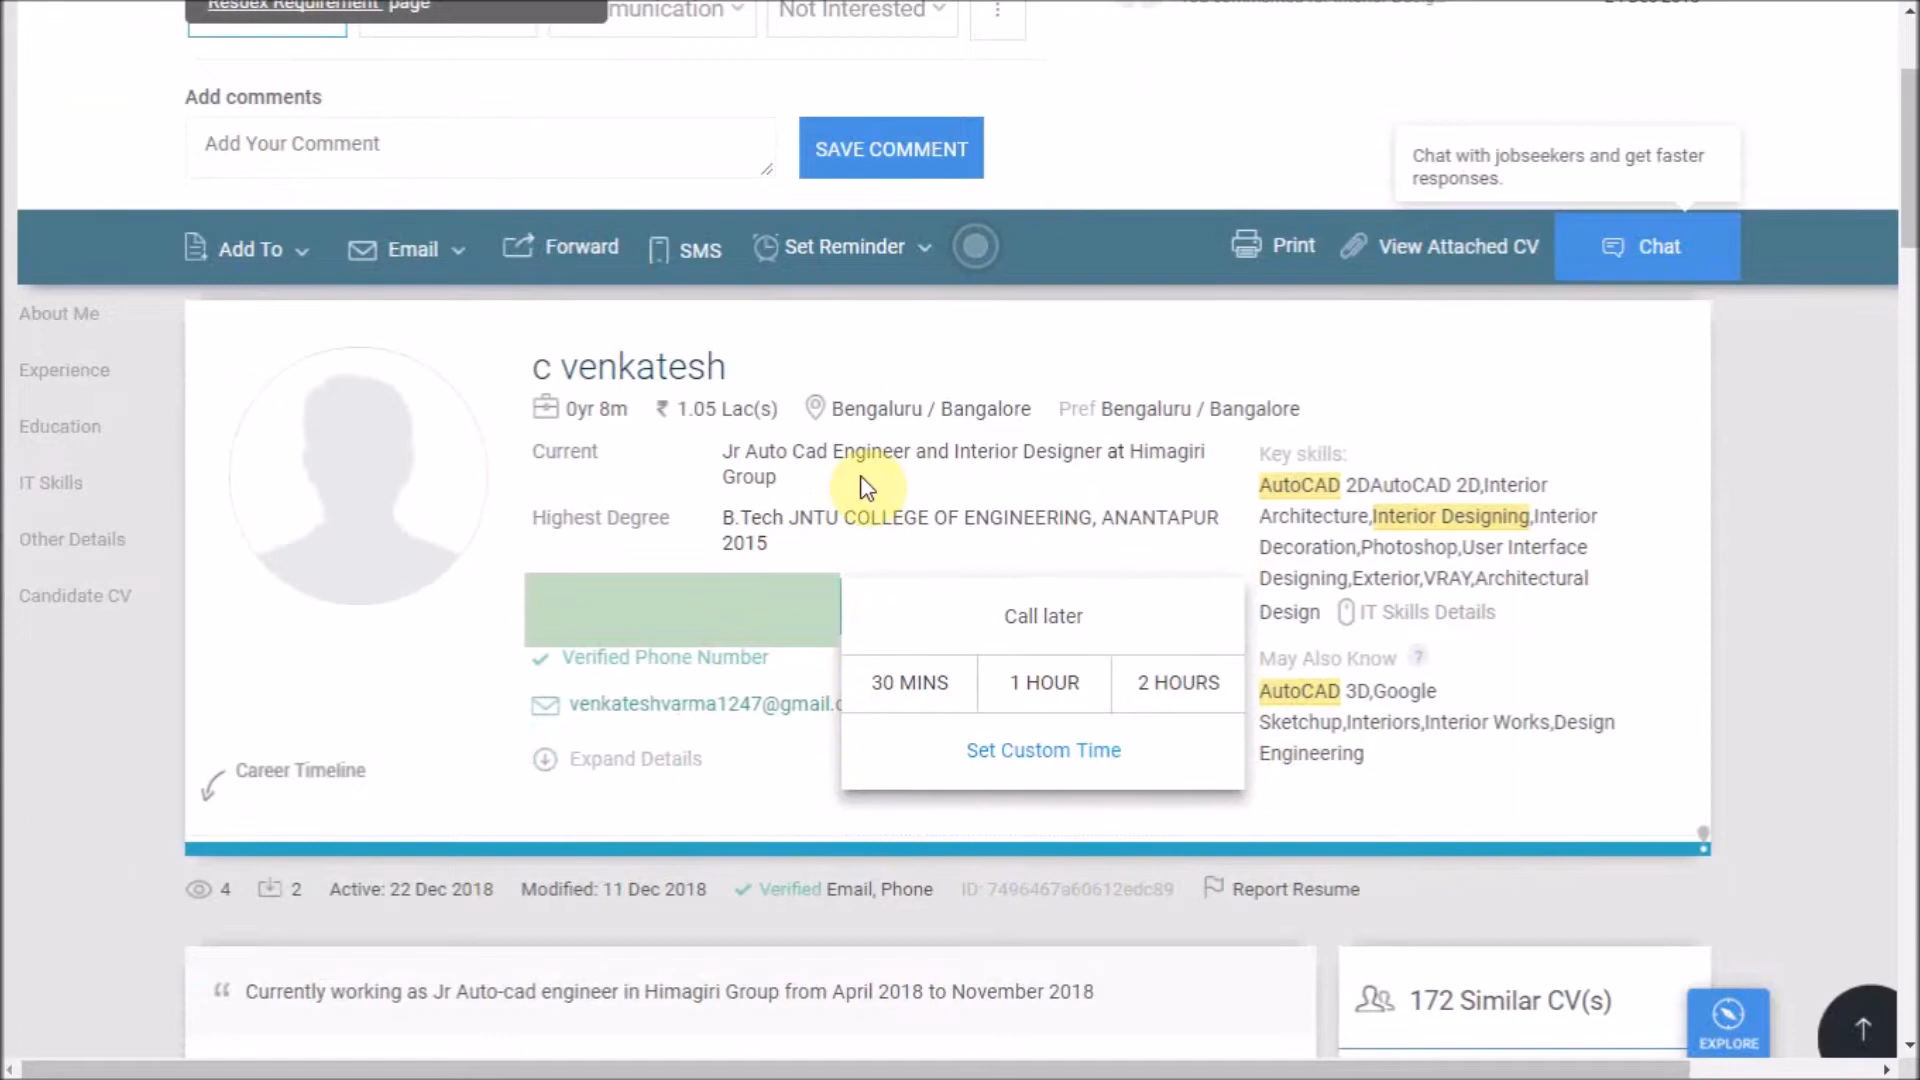 Resdex Requirement page
munication
Not Interested
Add comments
Add Your Comment
SAVE COMMENT
Chat with jobseekers and get faster
responses.
Add To
Email
Forward
SMS
Set Reminder
Print
View Attached CV
Chat
About Me
Experience
Education
IT Skills
Other Details
Candidate CV
c venkatesh
0yr 8m
₹ 1.05 Lac(s)
Bengaluru / Bangalore
Pref Bengaluru / Bangalore
Current
Jr Auto Cad Engineer and Interior Designer at Himagiri
Group
Highest Degree
B.Tech JNTU COLLEGE OF ENGINEERING, ANANTAPUR
2015
Key skills:
AutoCAD 2DAutoCAD 2D,Interior
Architecture,Interior Designing,Interior
Decoration,Photoshop,User Interface
Designing,Exterior,VRAY,Architectural
Design
IT Skills Details
May Also Know ?
AutoCAD 3D,Google
Sketchup,Interiors,Interior Works,Design
Engineering
Verified Phone Number
venkateshvarma1247@gmail.c
Expand Details
Call later
30 MINS
1 HOUR
2 HOURS
Set Custom Time
Career Timeline
4
2
Active: 22 Dec 2018
Modified: 11 Dec 2018
Verified Email, Phone
ID: 7496467a60612edc89
Report Resume
“ Currently working as Jr Auto-cad engineer in Himagiri Group from April 2018 to November 2018
172 Similar CV(s)
EXPLORE